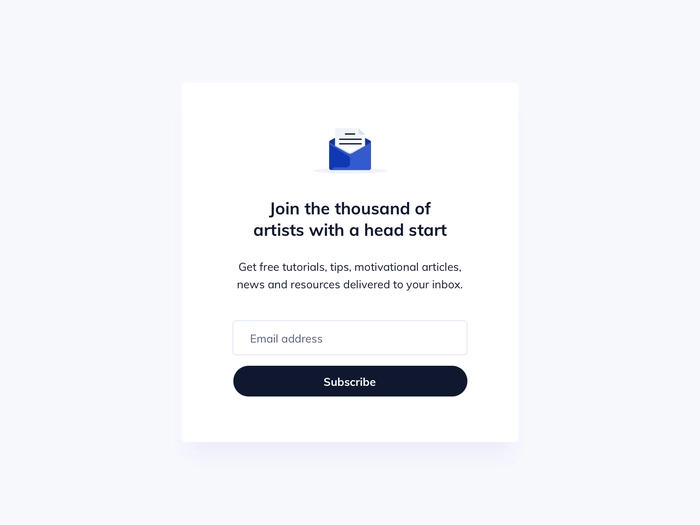 Join the thousand of
artists with a head start
Get free tutorials, tips, motivational articles,
news and resources delivered to your inbox.
Email address
Subscribe